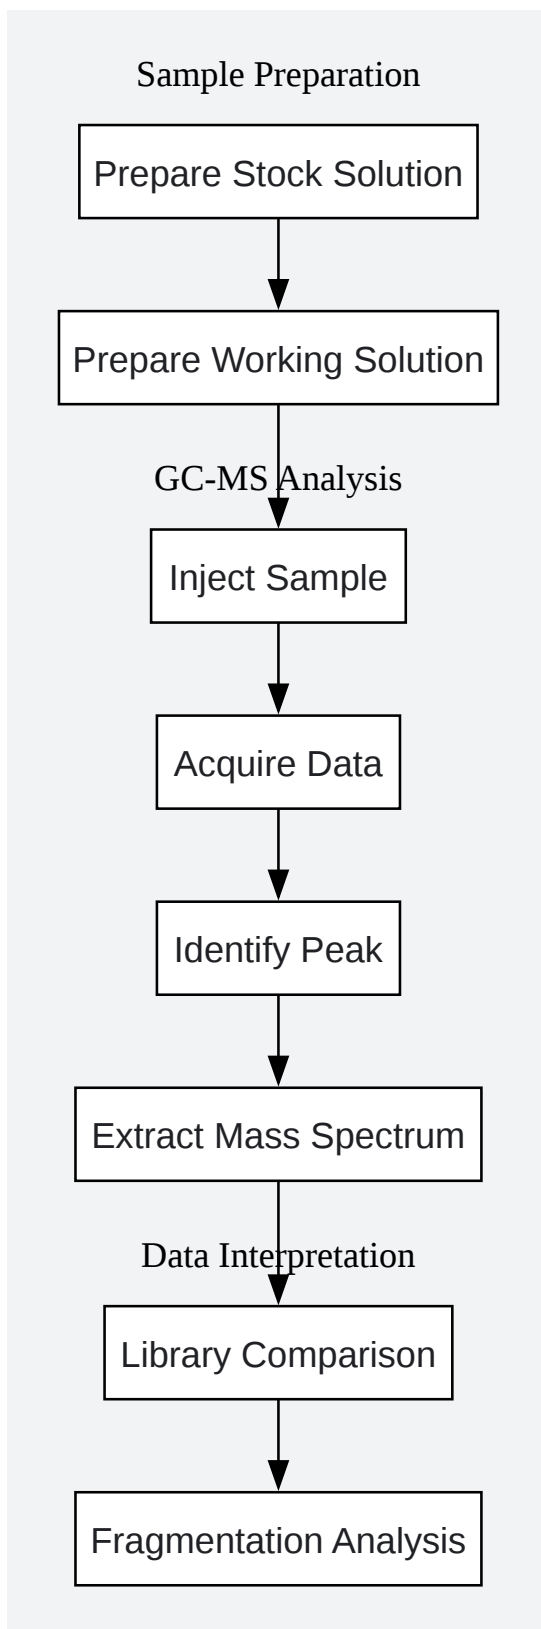 Sample Preparation
Prepare Stock Solution
Prepare Working Solution
GC-MS Analysis
Inject Sample
Acquire Data
Identify Peak
Extract Mass Spectrum
Data Interpretation
Library Comparison
Fragmentation Analysis